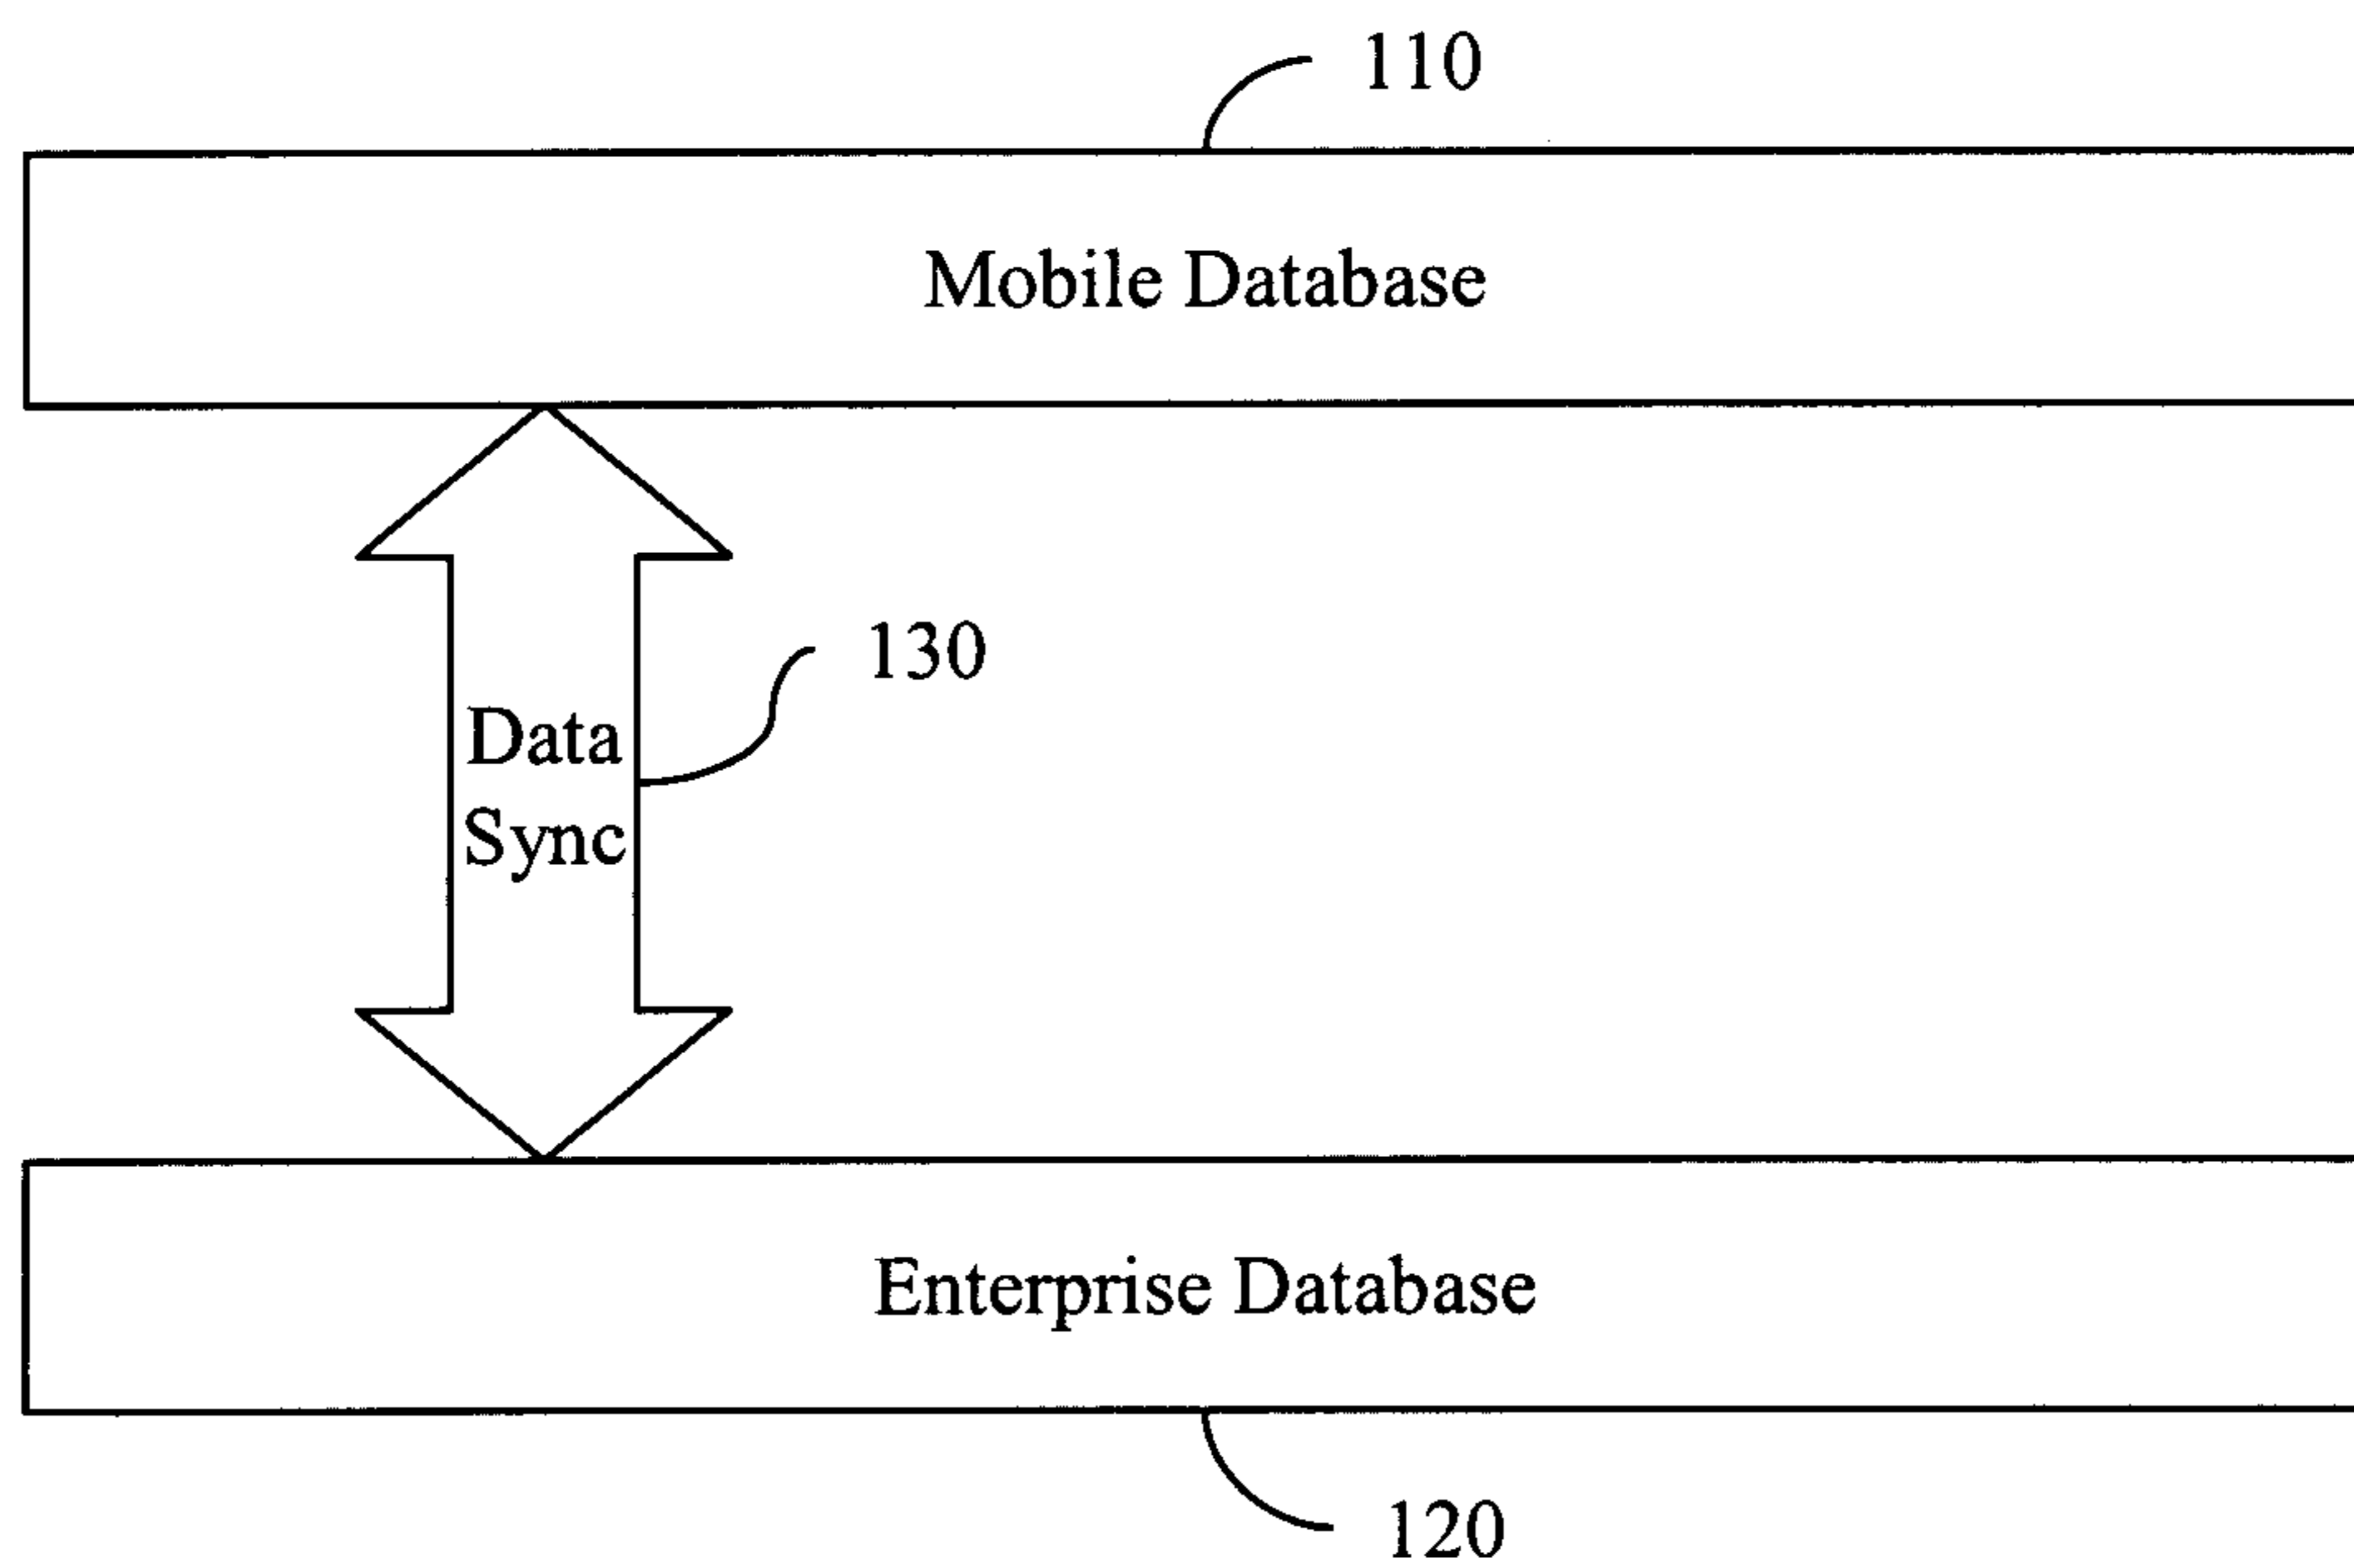 110
Mobile Database
130
Data
Sync
Enterprise Database
120